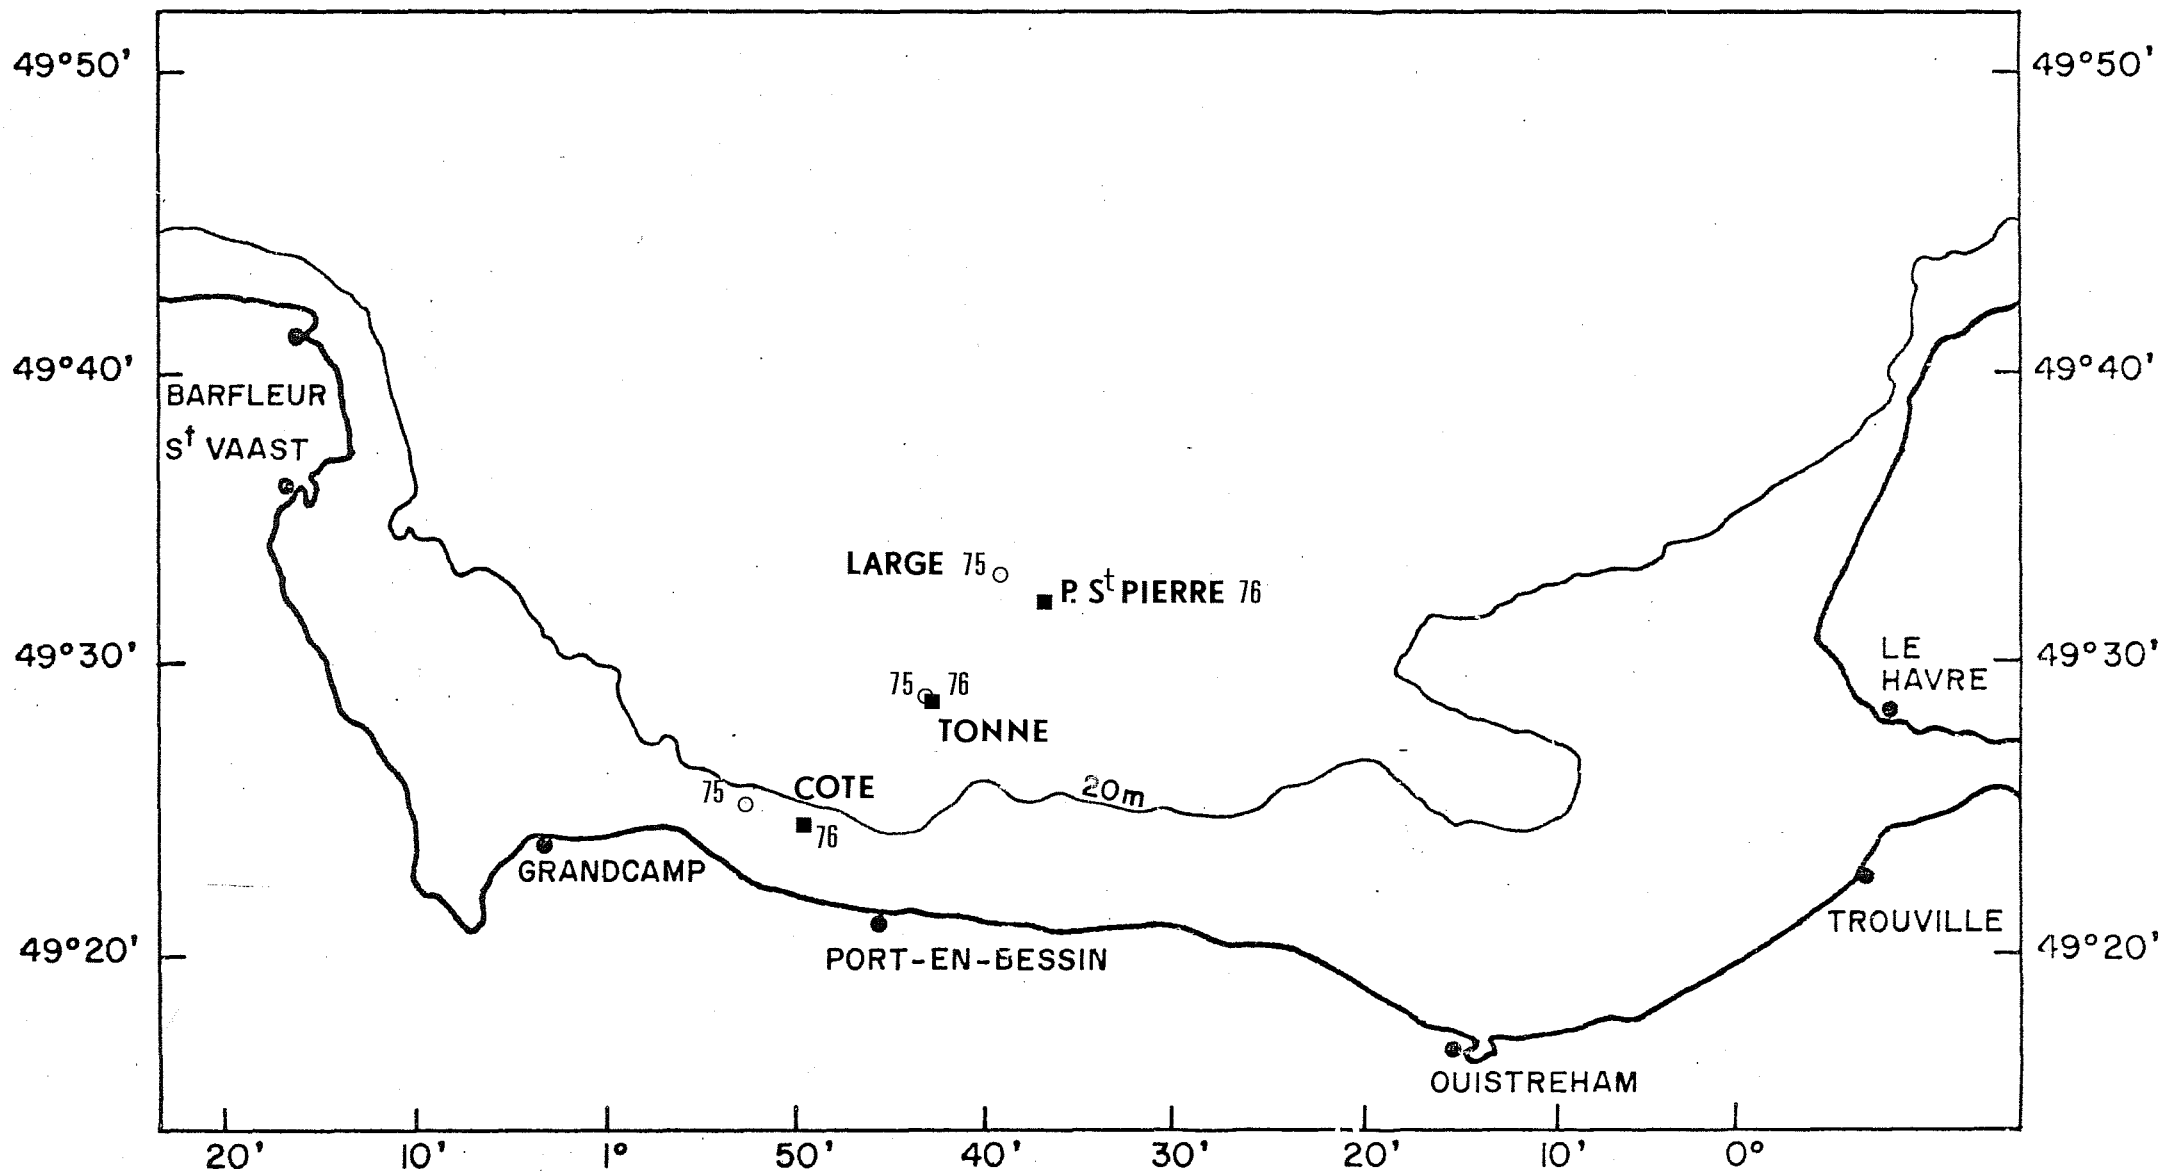 49°50' 49°50'
49°40' 49°40'
BARFLEUR
St VAAST
LARGE 75
P. St PIERRE 76
49°30' 49°30'
LE
HAVRE
75 76
TONNE
75 COTE
20m
76
GRANDCAMP
TROUVILLE
49°20' 49°20'
PORT-EN-BESSIN
OUISTREHAM
20' 10' 1° 50' 40' 30' 20' 10' 0°